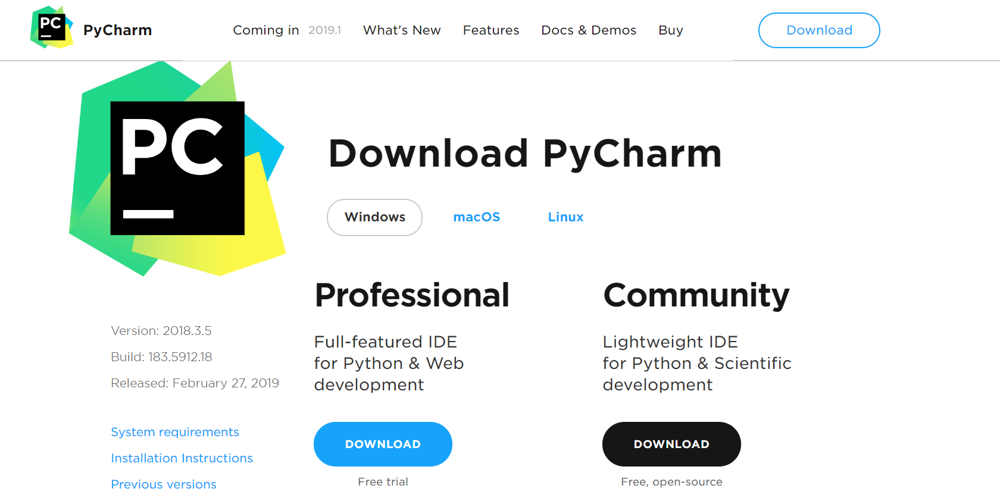 PC
PyCharm
Coming in 2019.1
What's New
Features
Docs & Demos
Buy
Download
PC
Download PyCharm
Windows
macOS
Linux
Version: 2018.3.5
Build: 183.5912.18
Released: February 27, 2019
System requirements
Installation Instructions
Previous versions
Professional
Full-featured IDE
for Python & Web
development
DOWNLOAD
Free trial
Community
Lightweight IDE
for Python & Scientific
development
DOWNLOAD
Free, open-source